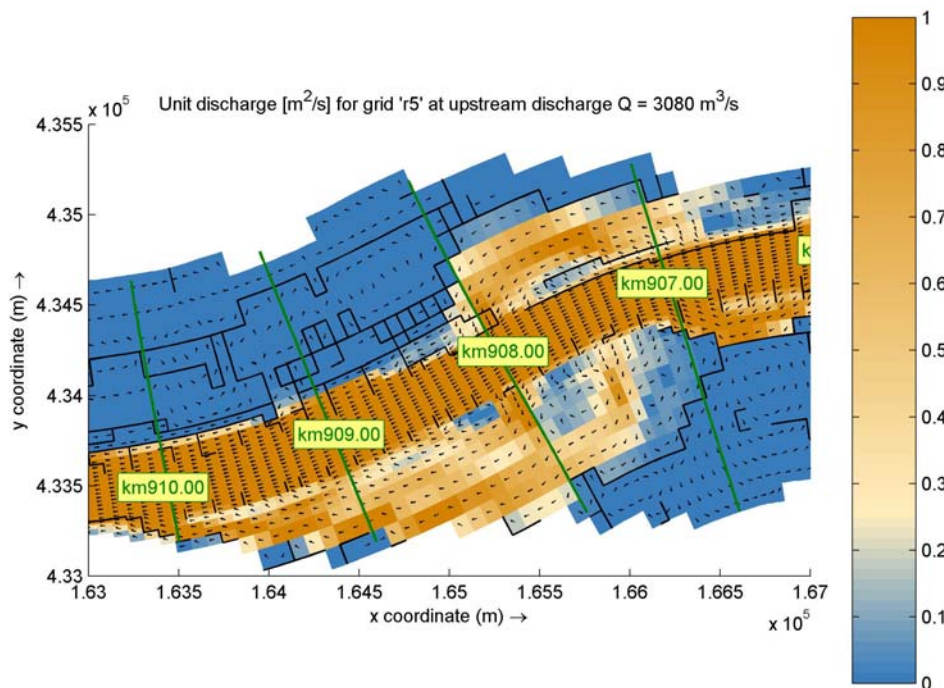 Unit discharge [m²/s] for grid 'r5' at upstream discharge Q = 3080 m³/s
x 10⁵
4.355
4.35
4.345
4.34
4.335
4.33
y coordinate (m) →
1.63
1.635
1.64
1.645
1.65
1.655
1.66
1.665
1.67
x coordinate (m) →
x 10⁵
km910.00
km909.00
km908.00
km907.00
k
1
0.9
0.8
0.7
0.6
0.5
0.4
0.3
0.2
0.1
0